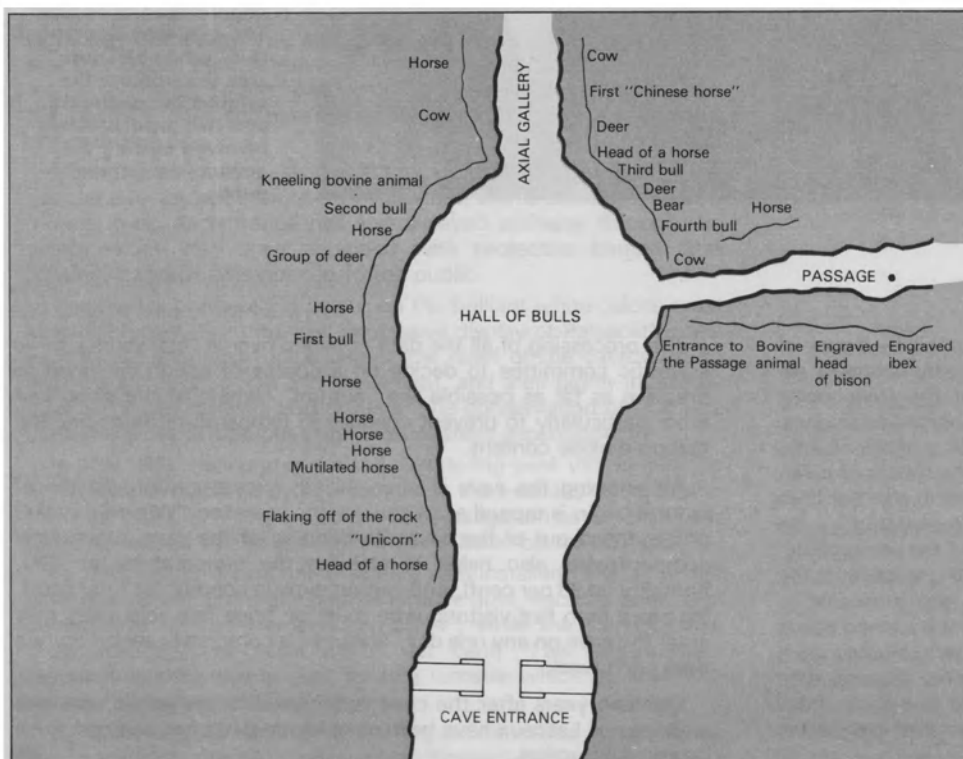 Horse
Cow
Kneeling bovine animal
Second bull
Horse
Group of deer
Horse
First bull
Horse
Horse
Horse
Horse
Mutilated horse
Flaking off of the rock
"Unicorn"
Head of a horse
AXIAL GALLERY
HALL OF BULLS
CAVE ENTRANCE
Cow
First "Chinese horse"
Deer
Head of a horse
Third bull
Deer
Bear
Fourth bull
Horse
Cow
PASSAGE
Entrance to
the Passage
Bovine
animal
Engraved
head
of bison
Engraved
ibex